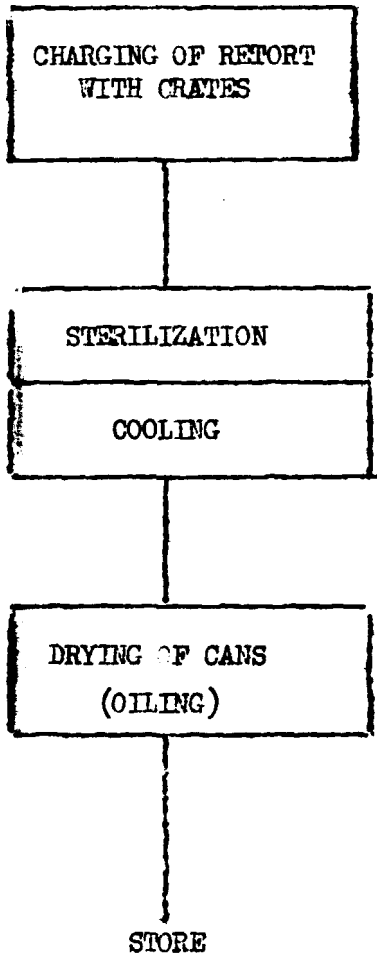 CHARGING OF RETORT
WITH CRATES
STERILIZATION
COOLING
DRYING OF CANS
(OILING)
STORE